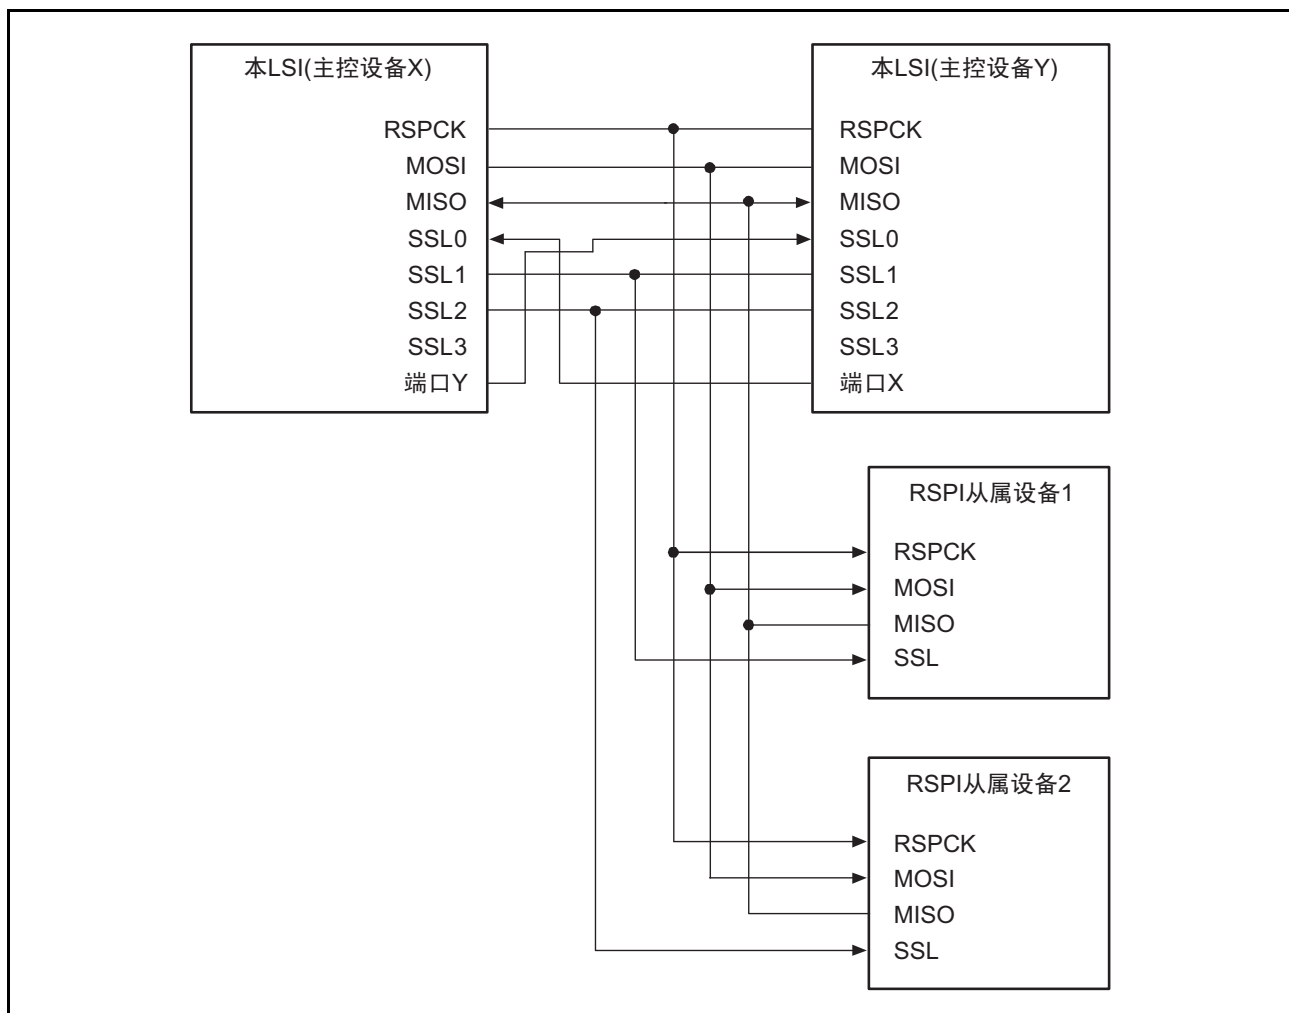 本LSI(主控设备X)
RSPCK
MOSI
MISO
SSL0
SSL1
SSL2
SSL3
端口Y
本LSI(主控设备Y)
RSPCK
MOSI
MISO
SSL0
SSL1
SSL2
SSL3
端口X
RSPI从属设备1
RSPCK
MOSI
MISO
SSL
RSPI从属设备2
RSPCK
MOSI
MISO
SSL